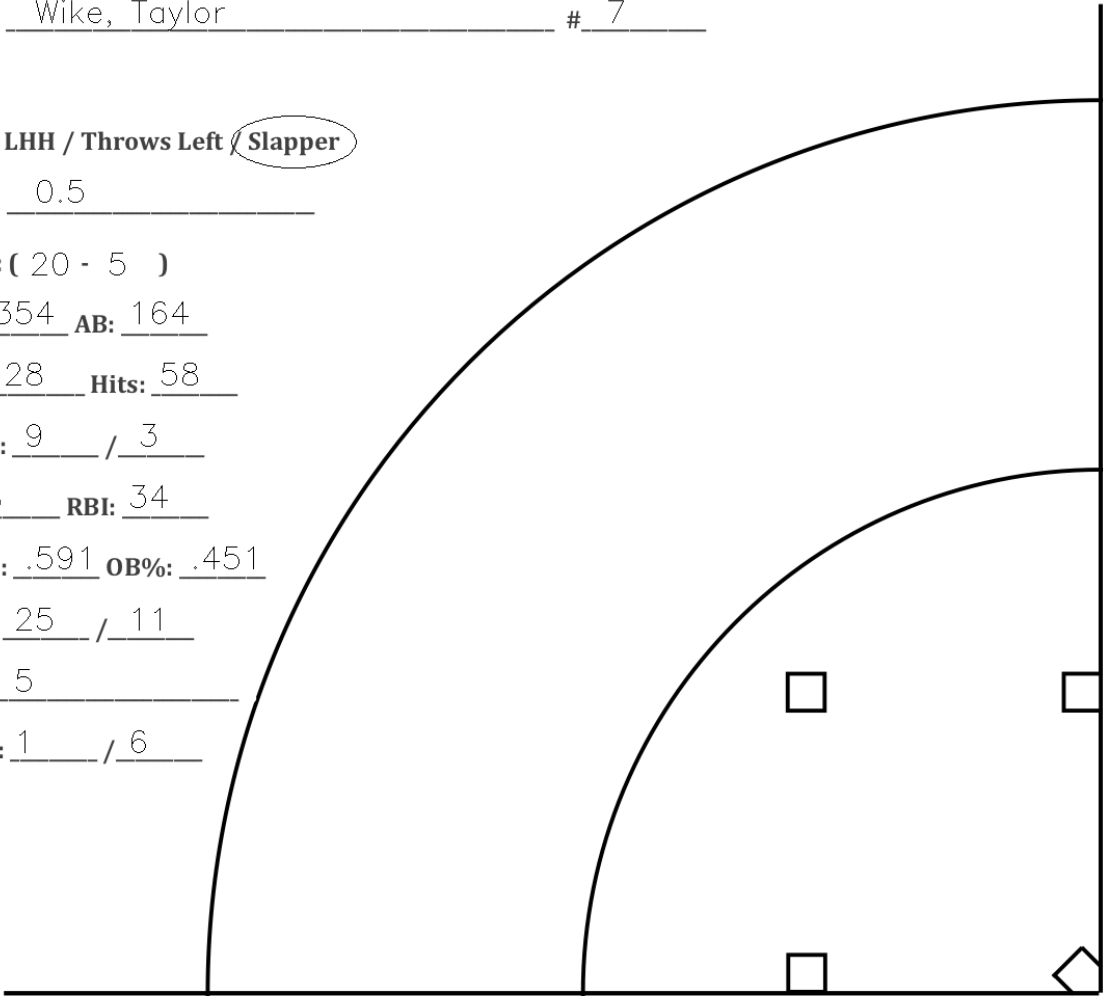 Wike, Taylor # 7
LHH / Throws Left / Slapper
0.5
: ( 20 - 5 )
354 AB: 164
28 Hits: 58
: 9 / 3
RBI: 34
: .591 OB%: .451
25 / 11
5
: 1 / 6